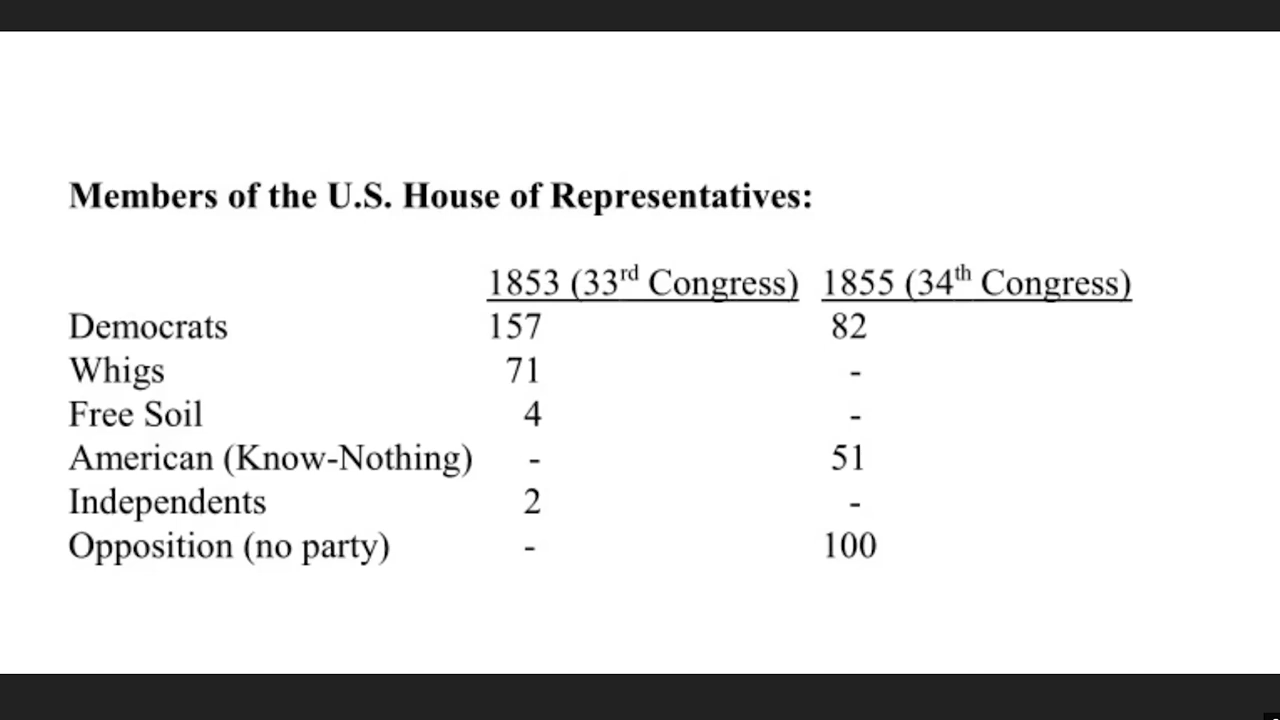 Members of the U.S. House of Representatives:
1853 (33rd Congress) 1855 (34th Congress)
Democrats 157 82
Whigs 71 -
Free Soil 4 -
American (Know-Nothing) - 51
Independents 2 -
Opposition (no party) - 100